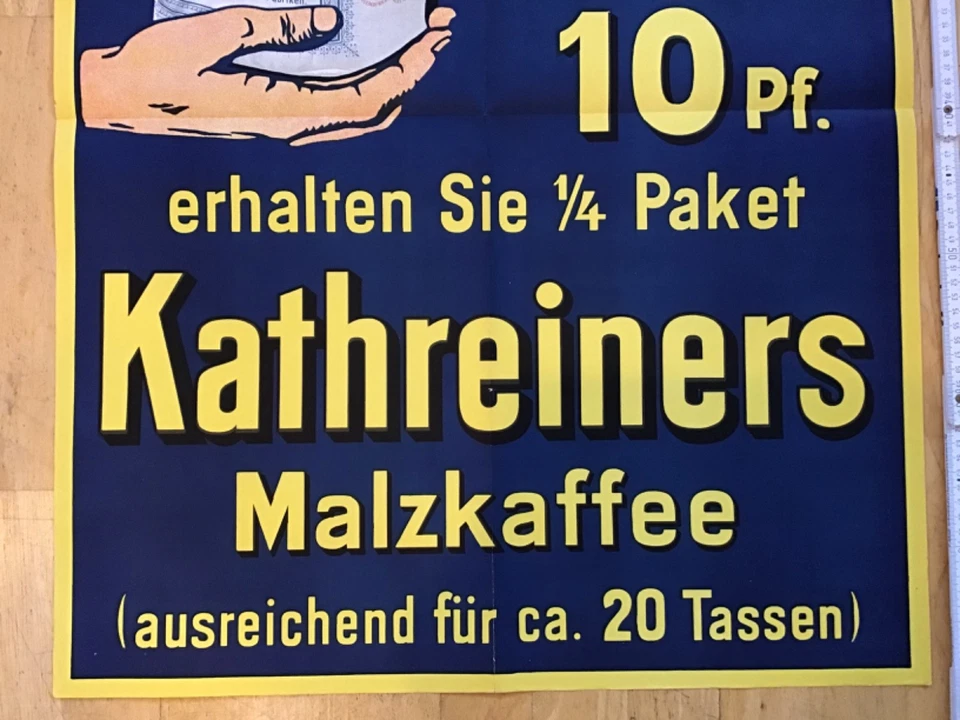 10 Pf.
erhalten Sie ¼ Paket
Kathreiners
Malzkaffee
(ausreichend für ca. 20 Tassen)